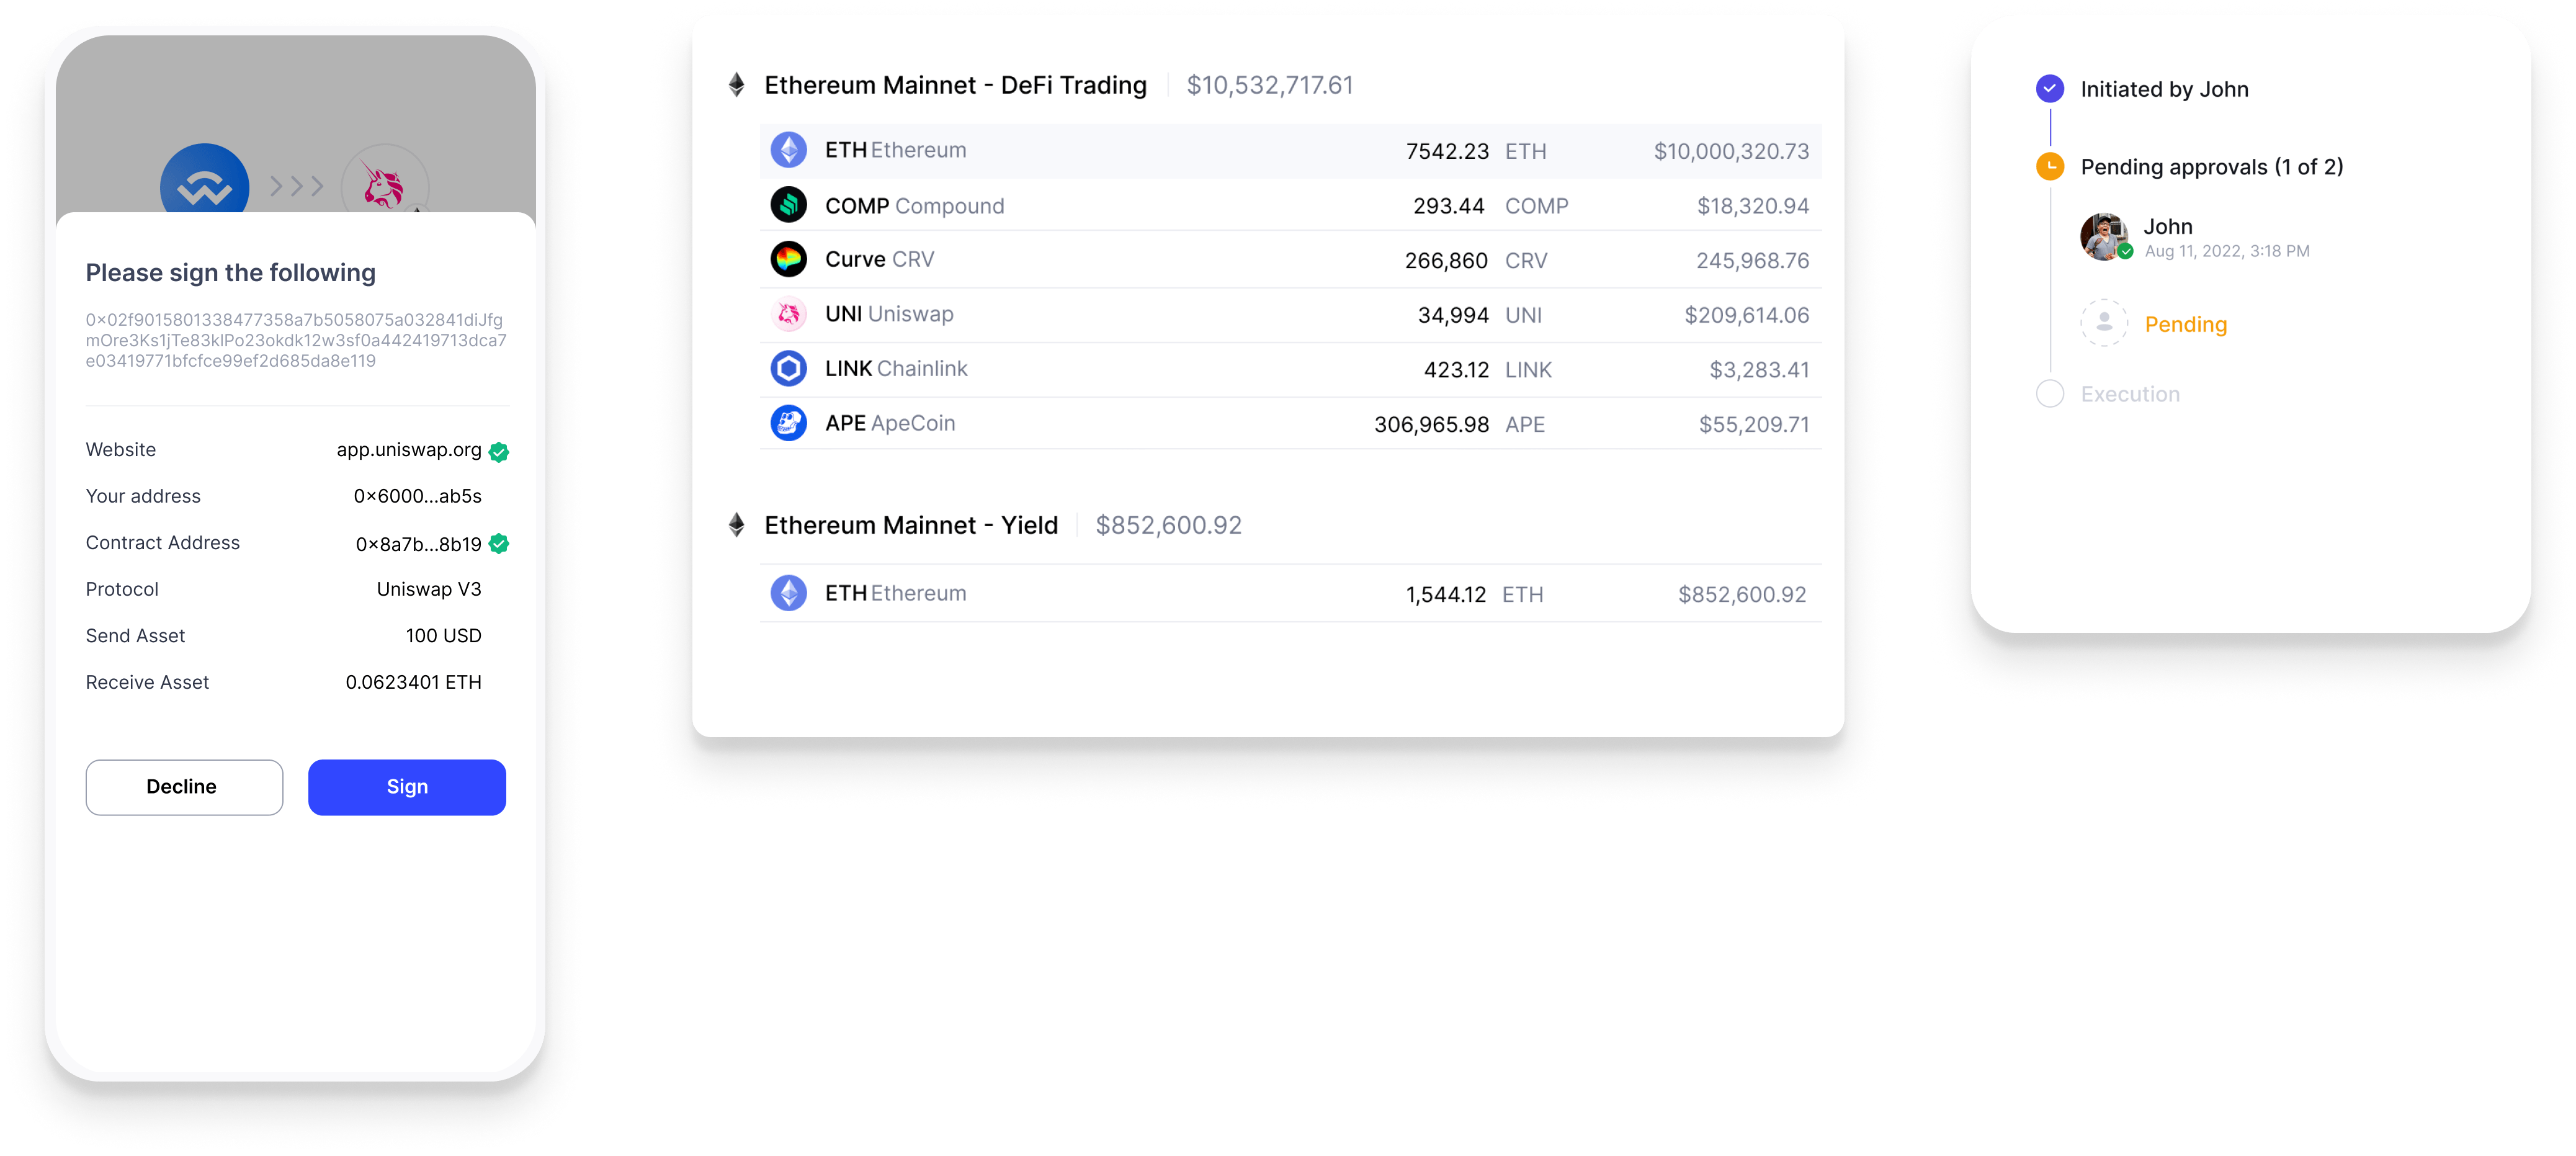 Please sign the following
0×02f9015801338477358a7b5058075a032841diJfg
mOre3Ks1jTe83klPo23okdk12w3sf0a442419713dca7
e03419771bfcfce99ef2d685da8e119
Website app.uniswap.org
Your address 0×6000...ab5s
Contract Address 0×8a7b...8b19
Protocol Uniswap V3
Send Asset 100 USD
Receive Asset 0.0623401 ETH
Decline Sign
Ethereum Mainnet - DeFi Trading $10,532,717.61
ETH Ethereum 7542.23 ETH $10,000,320.73
COMP Compound 293.44 COMP $18,320.94
Curve CRV 266,860 CRV 245,968.76
UNI Uniswap 34,994 UNI $209,614.06
LINK Chainlink 423.12 LINK $3,283.41
APE ApeCoin 306,965.98 APE $55,209.71
Ethereum Mainnet - Yield $852,600.92
ETH Ethereum 1,544.12 ETH $852,600.92
Initiated by John
Pending approvals (1 of 2)
John
Aug 11, 2022, 3:18 PM
Pending
Execution